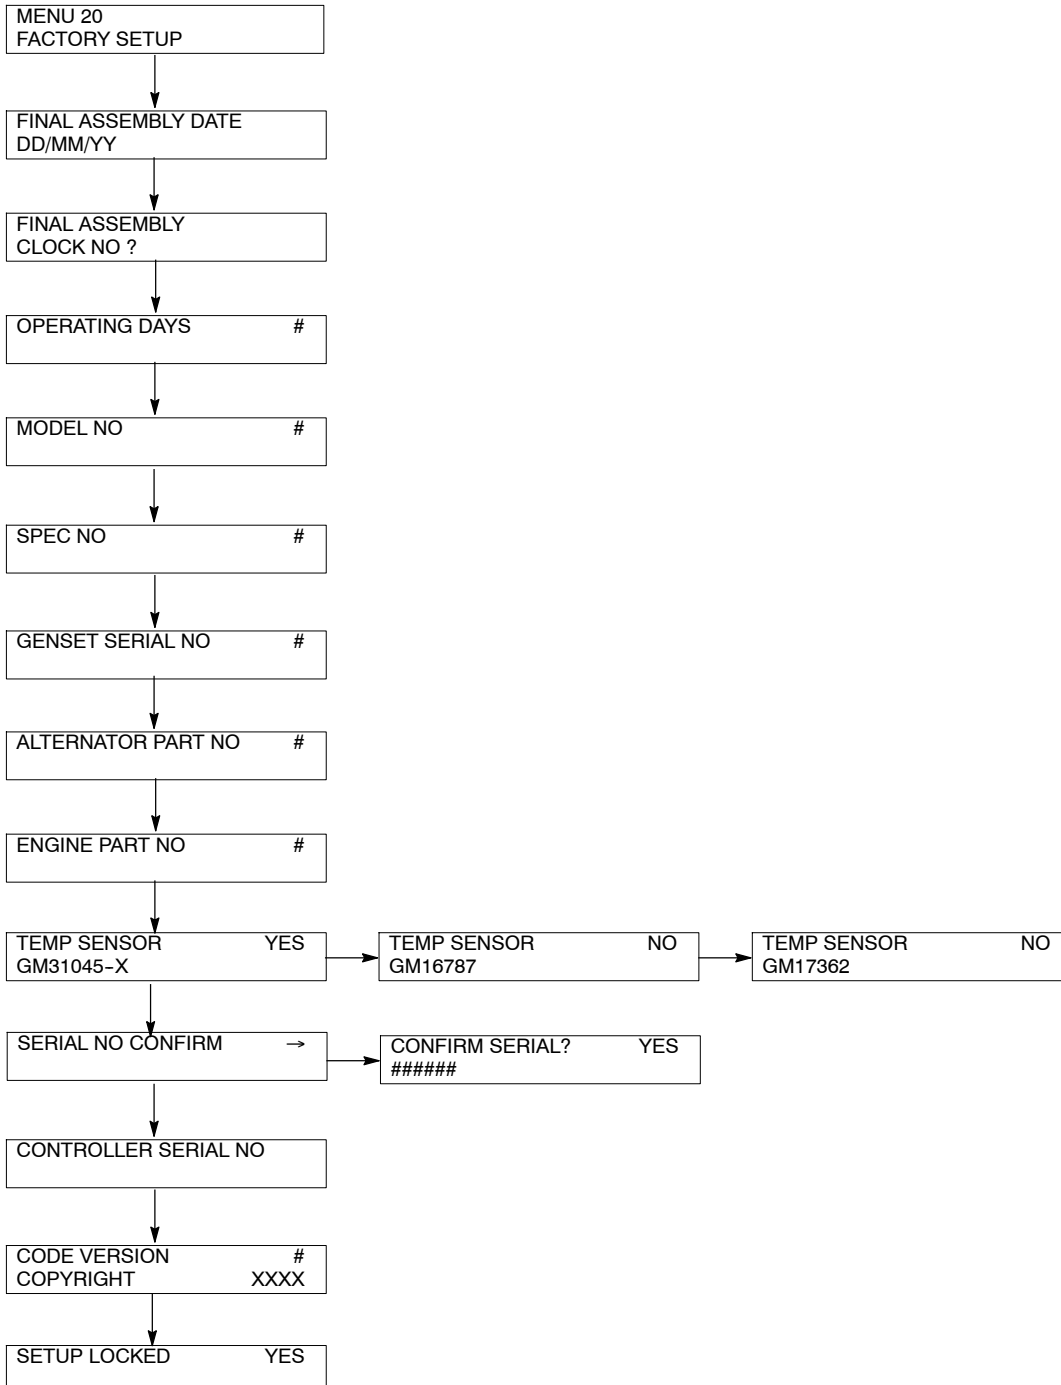 MENU 20
FACTORY SETUP
FINAL ASSEMBLY DATE
DD/MM/YY
FINAL ASSEMBLY
CLOCK NO ?
OPERATING DAYS #
MODEL NO #
SPEC NO #
GENSET SERIAL NO #
ALTERNATOR PART NO #
ENGINE PART NO #
TEMP SENSOR YES
GM31045-X
TEMP SENSOR NO
GM16787
TEMP SENSOR NO
GM17362
SERIAL NO CONFIRM →
CONFIRM SERIAL? YES
######
CONTROLLER SERIAL NO
CODE VERSION #
COPYRIGHT XXXX
SETUP LOCKED YES